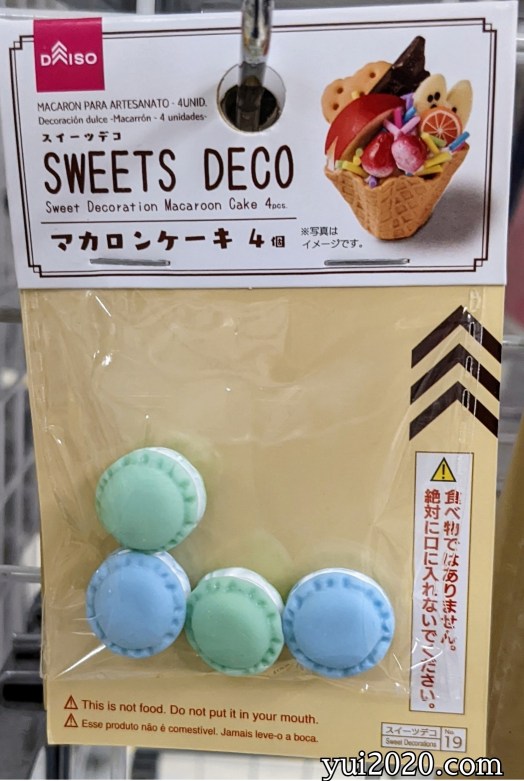 DAISO
MACARON PARA ARTESANATO - 4UNID.
Decoración dulce -Macarrón - 4 unidades-
スイーツデコ
SWEETS DECO
Sweet Decoration Macaroon Cake 4pcs.
マカロンケーキ 4個
※写真は
イメージです。
食べ物ではありません。
絶対に口に入れないでください。
This is not food. Do not put it in your mouth.
Esse produto não é comestível. Jamais leve-o a boca.
スイーツデコ
Sweet Decorations
No.
19
yui2020.com